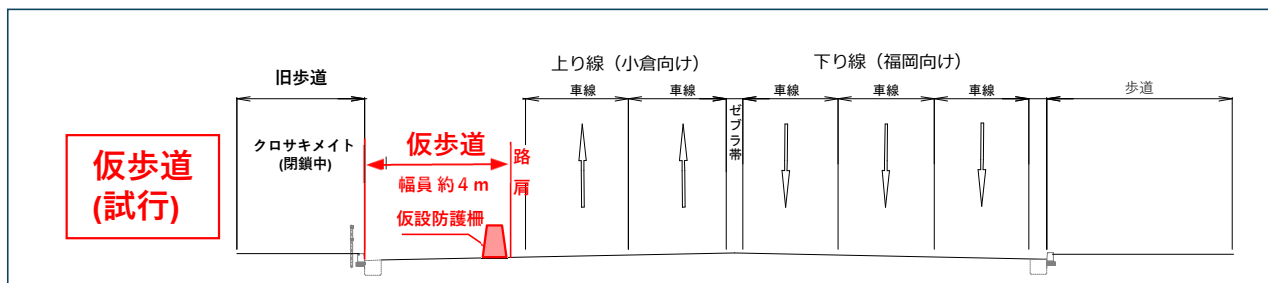 仮歩道
(試行)
旧歩道
クロサキメイト
(閉鎖中)
仮歩道
幅員 約４ｍ
仮設防護柵
路肩
上り線（小倉向け）
車線
車線
ゼブラ帯
下り線（福岡向け）
車線
車線
車線
歩道